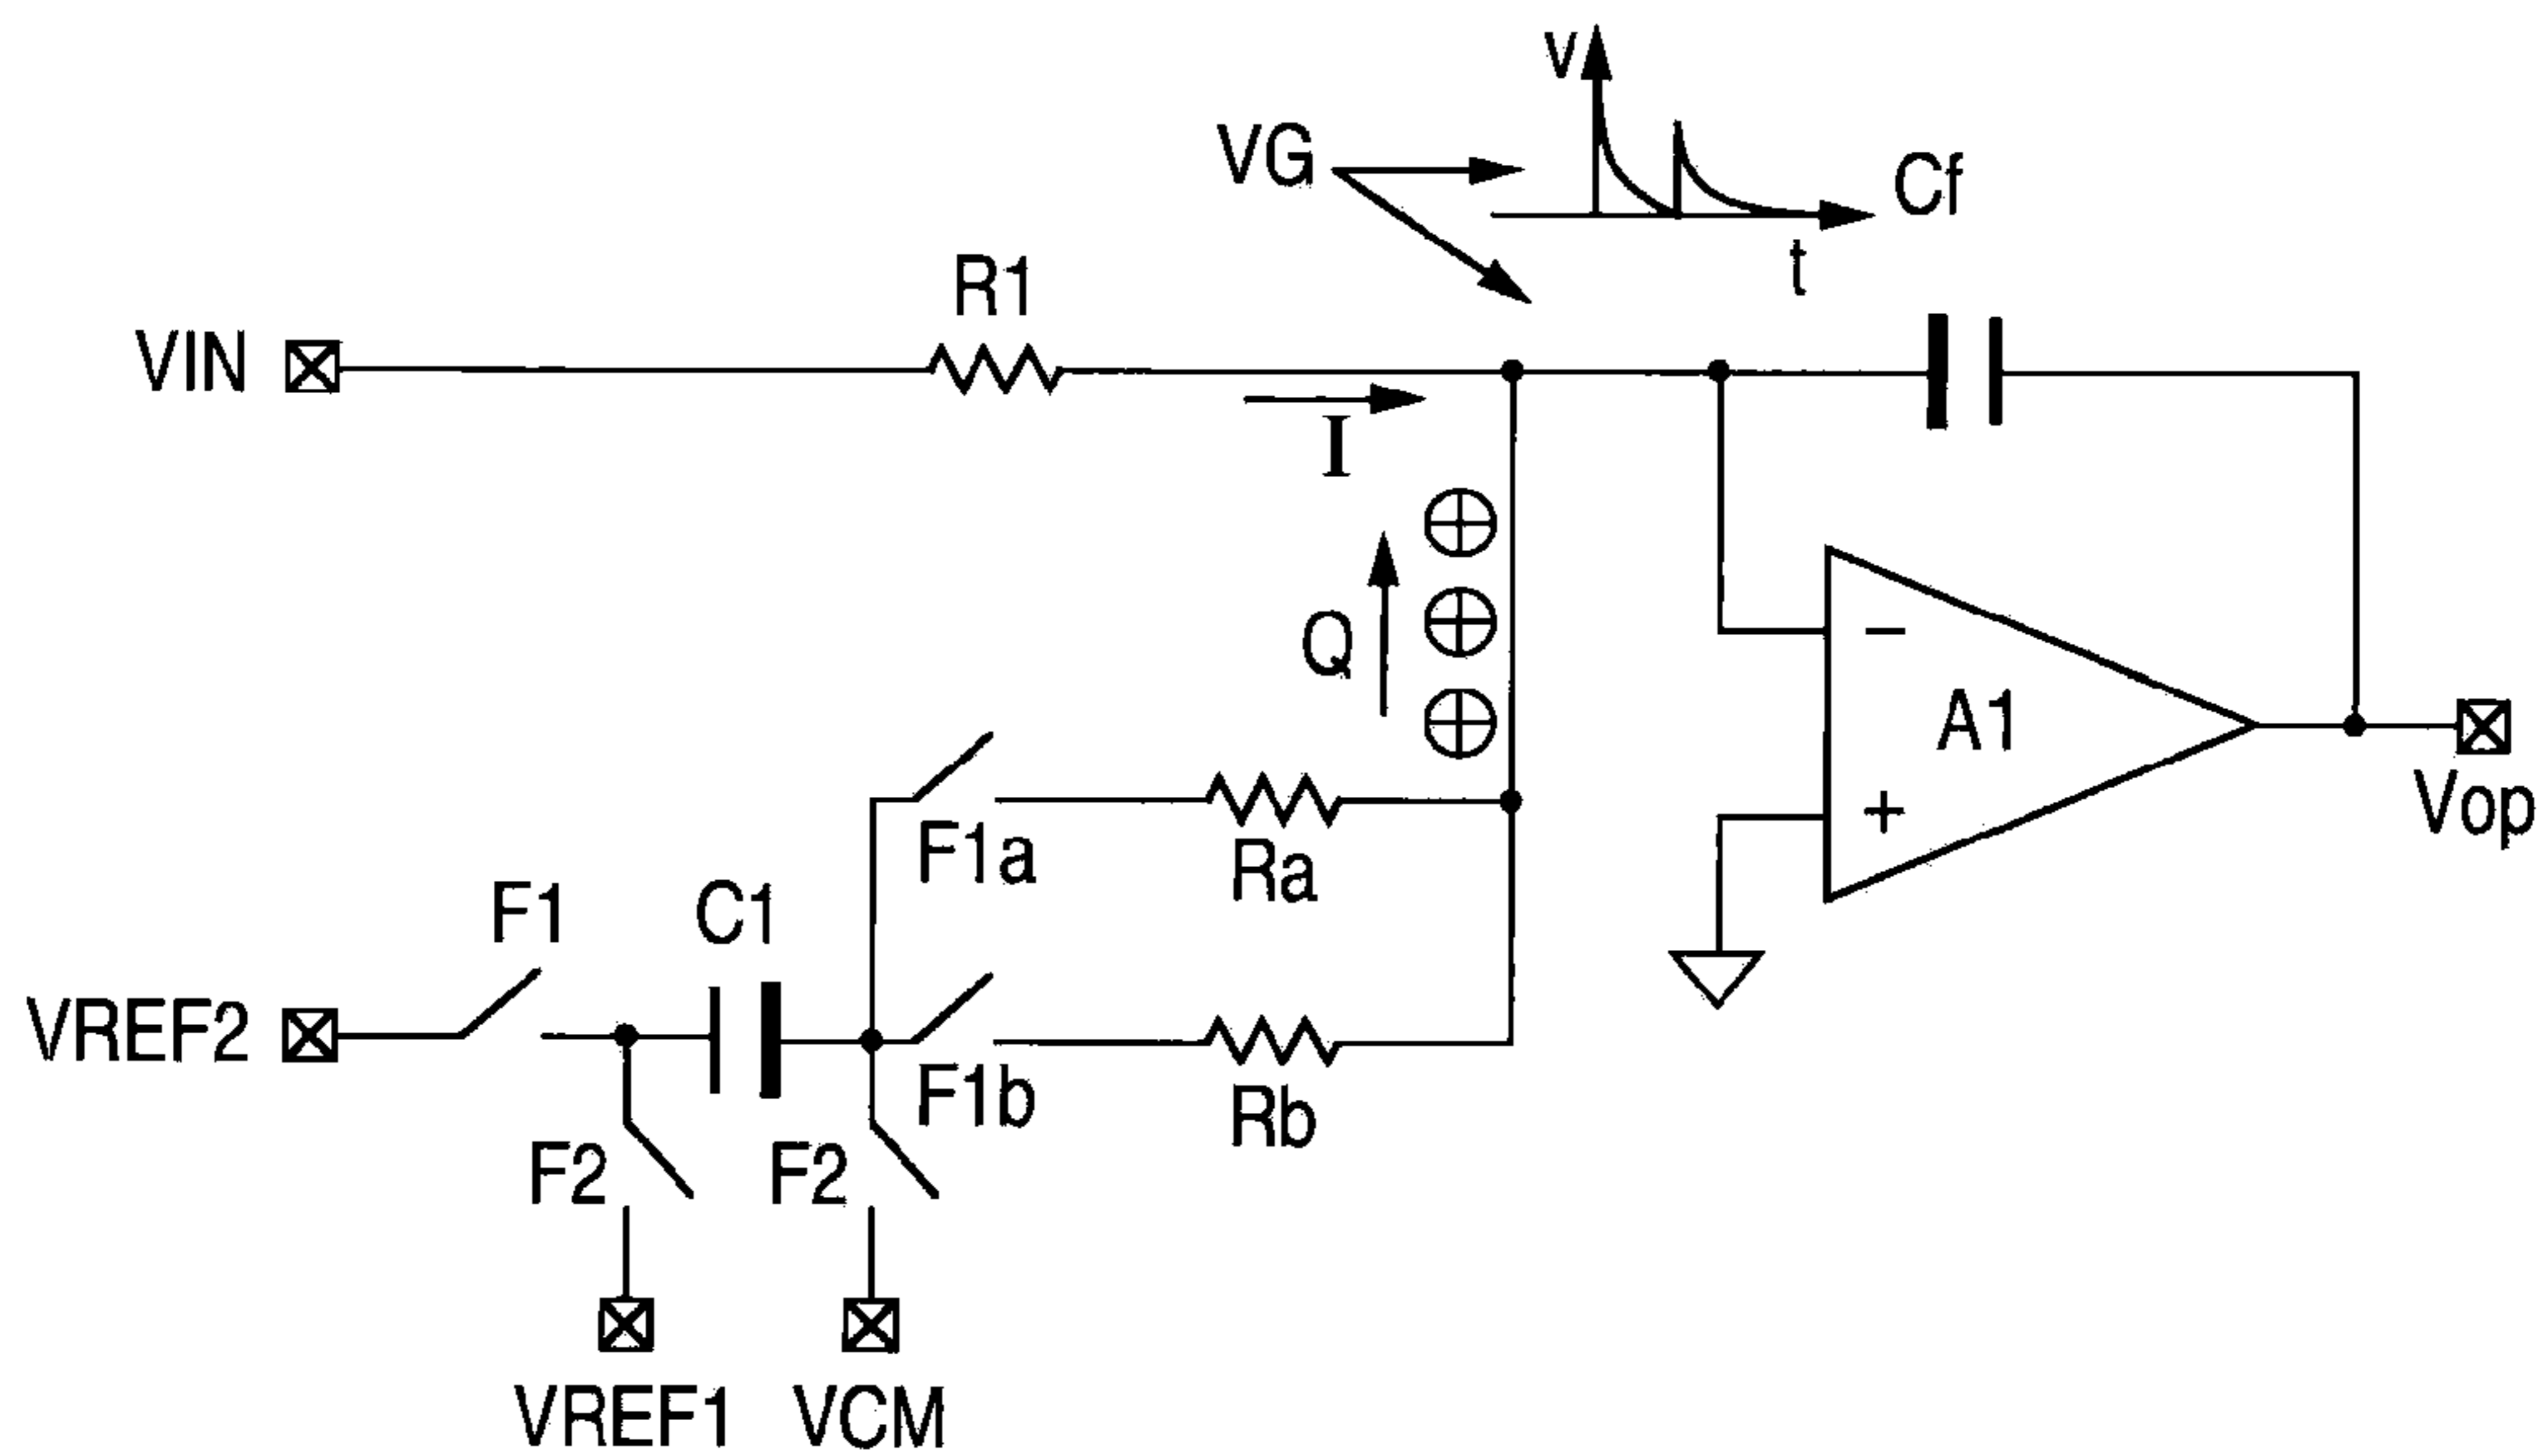 v
VG
Cf
t
R1
VIN
I
Q
−
A1
+
Vop
F1a
Ra
F1
C1
VREF2
F1b
Rb
F2
F2
VREF1
VCM